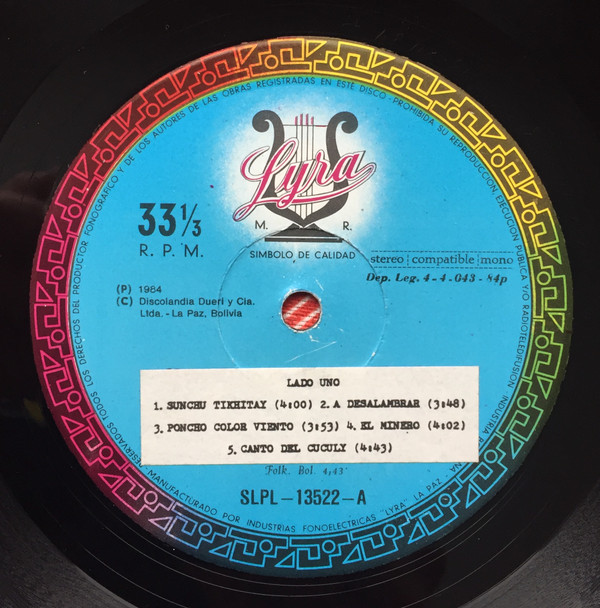 RESERVADOS TODOS LOS DERECHOS DEL PRODUCTOR FONOGRAFICO Y DE LOS AUTORES DE LAS OBRAS REGISTRADAS EN ESTE DISCO - PROHIBIDA SU REPRODUCCION, EJECUCION PUBLICA Y/O RADIOTELEDIFUSION INDUSTRIA
Lyra
M. R.
SIMBOLO DE CALIDAD
33 1/3
R. P. M.
stereo compatible mono
Dep. Leg. 4-4-043-84p
(P) 1984
(C) Discolandia Dueri y Cia.
Ltda. - La Paz, Bolivia
LADO UNO
1. SUNCHU TIKHITAY (4:00) 2. A DESALAMBRAR (3:48)
3. PONCHO COLOR VIENTO (3:53) 4. EL MINERO (4:02)
5. CANTO DEL CUCULY (4:43)
Folk. Bol. 4,43
SLPL-13522-A
MANUFACTURADO POR INDUSTRIAS FONOELECTRICAS "LYRA" LA PAZ